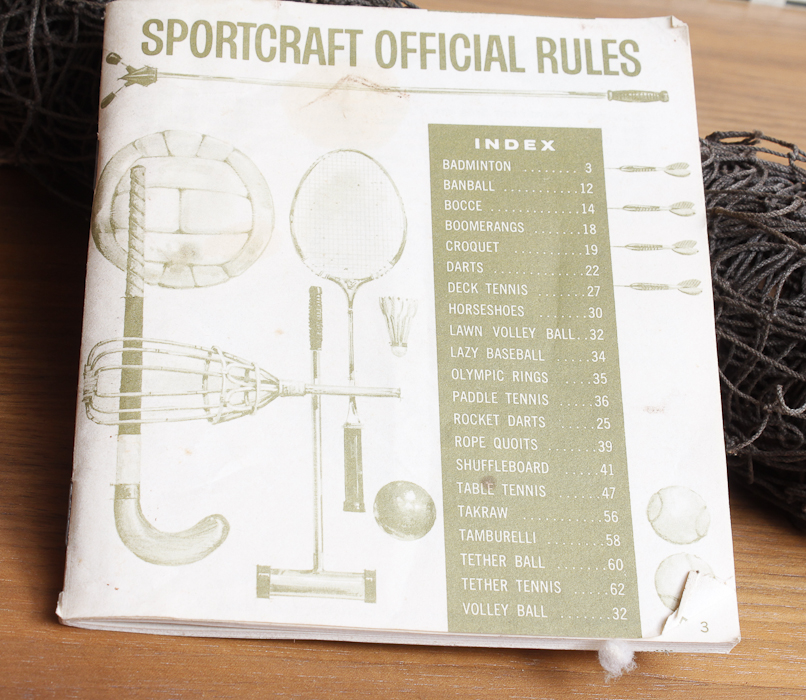 SPORTCRAFT OFFICIAL RULES
INDEX
BADMINTON ........ 3
BANBALL ...........12
BOCCE .............14
BOOMERANGS .......18
CROQUET ..........19
DARTS ..............22
DECK TENNIS .......27
HORSESHOES .......30
LAWN VOLLEY BALL..32
LAZY BASEBALL .....34
OLYMPIC RINGS ....35
PADDLE TENNIS ....36
ROCKET DARTS .....25
ROPE QUOITS ......39
SHUFFLEBOARD .....41
TABLE TENNIS ......47
TAKRAW ...........56
TAMBURELLI .......58
TETHER BALL .......60
TETHER TENNIS .....62
VOLLEY BALL .......32
3